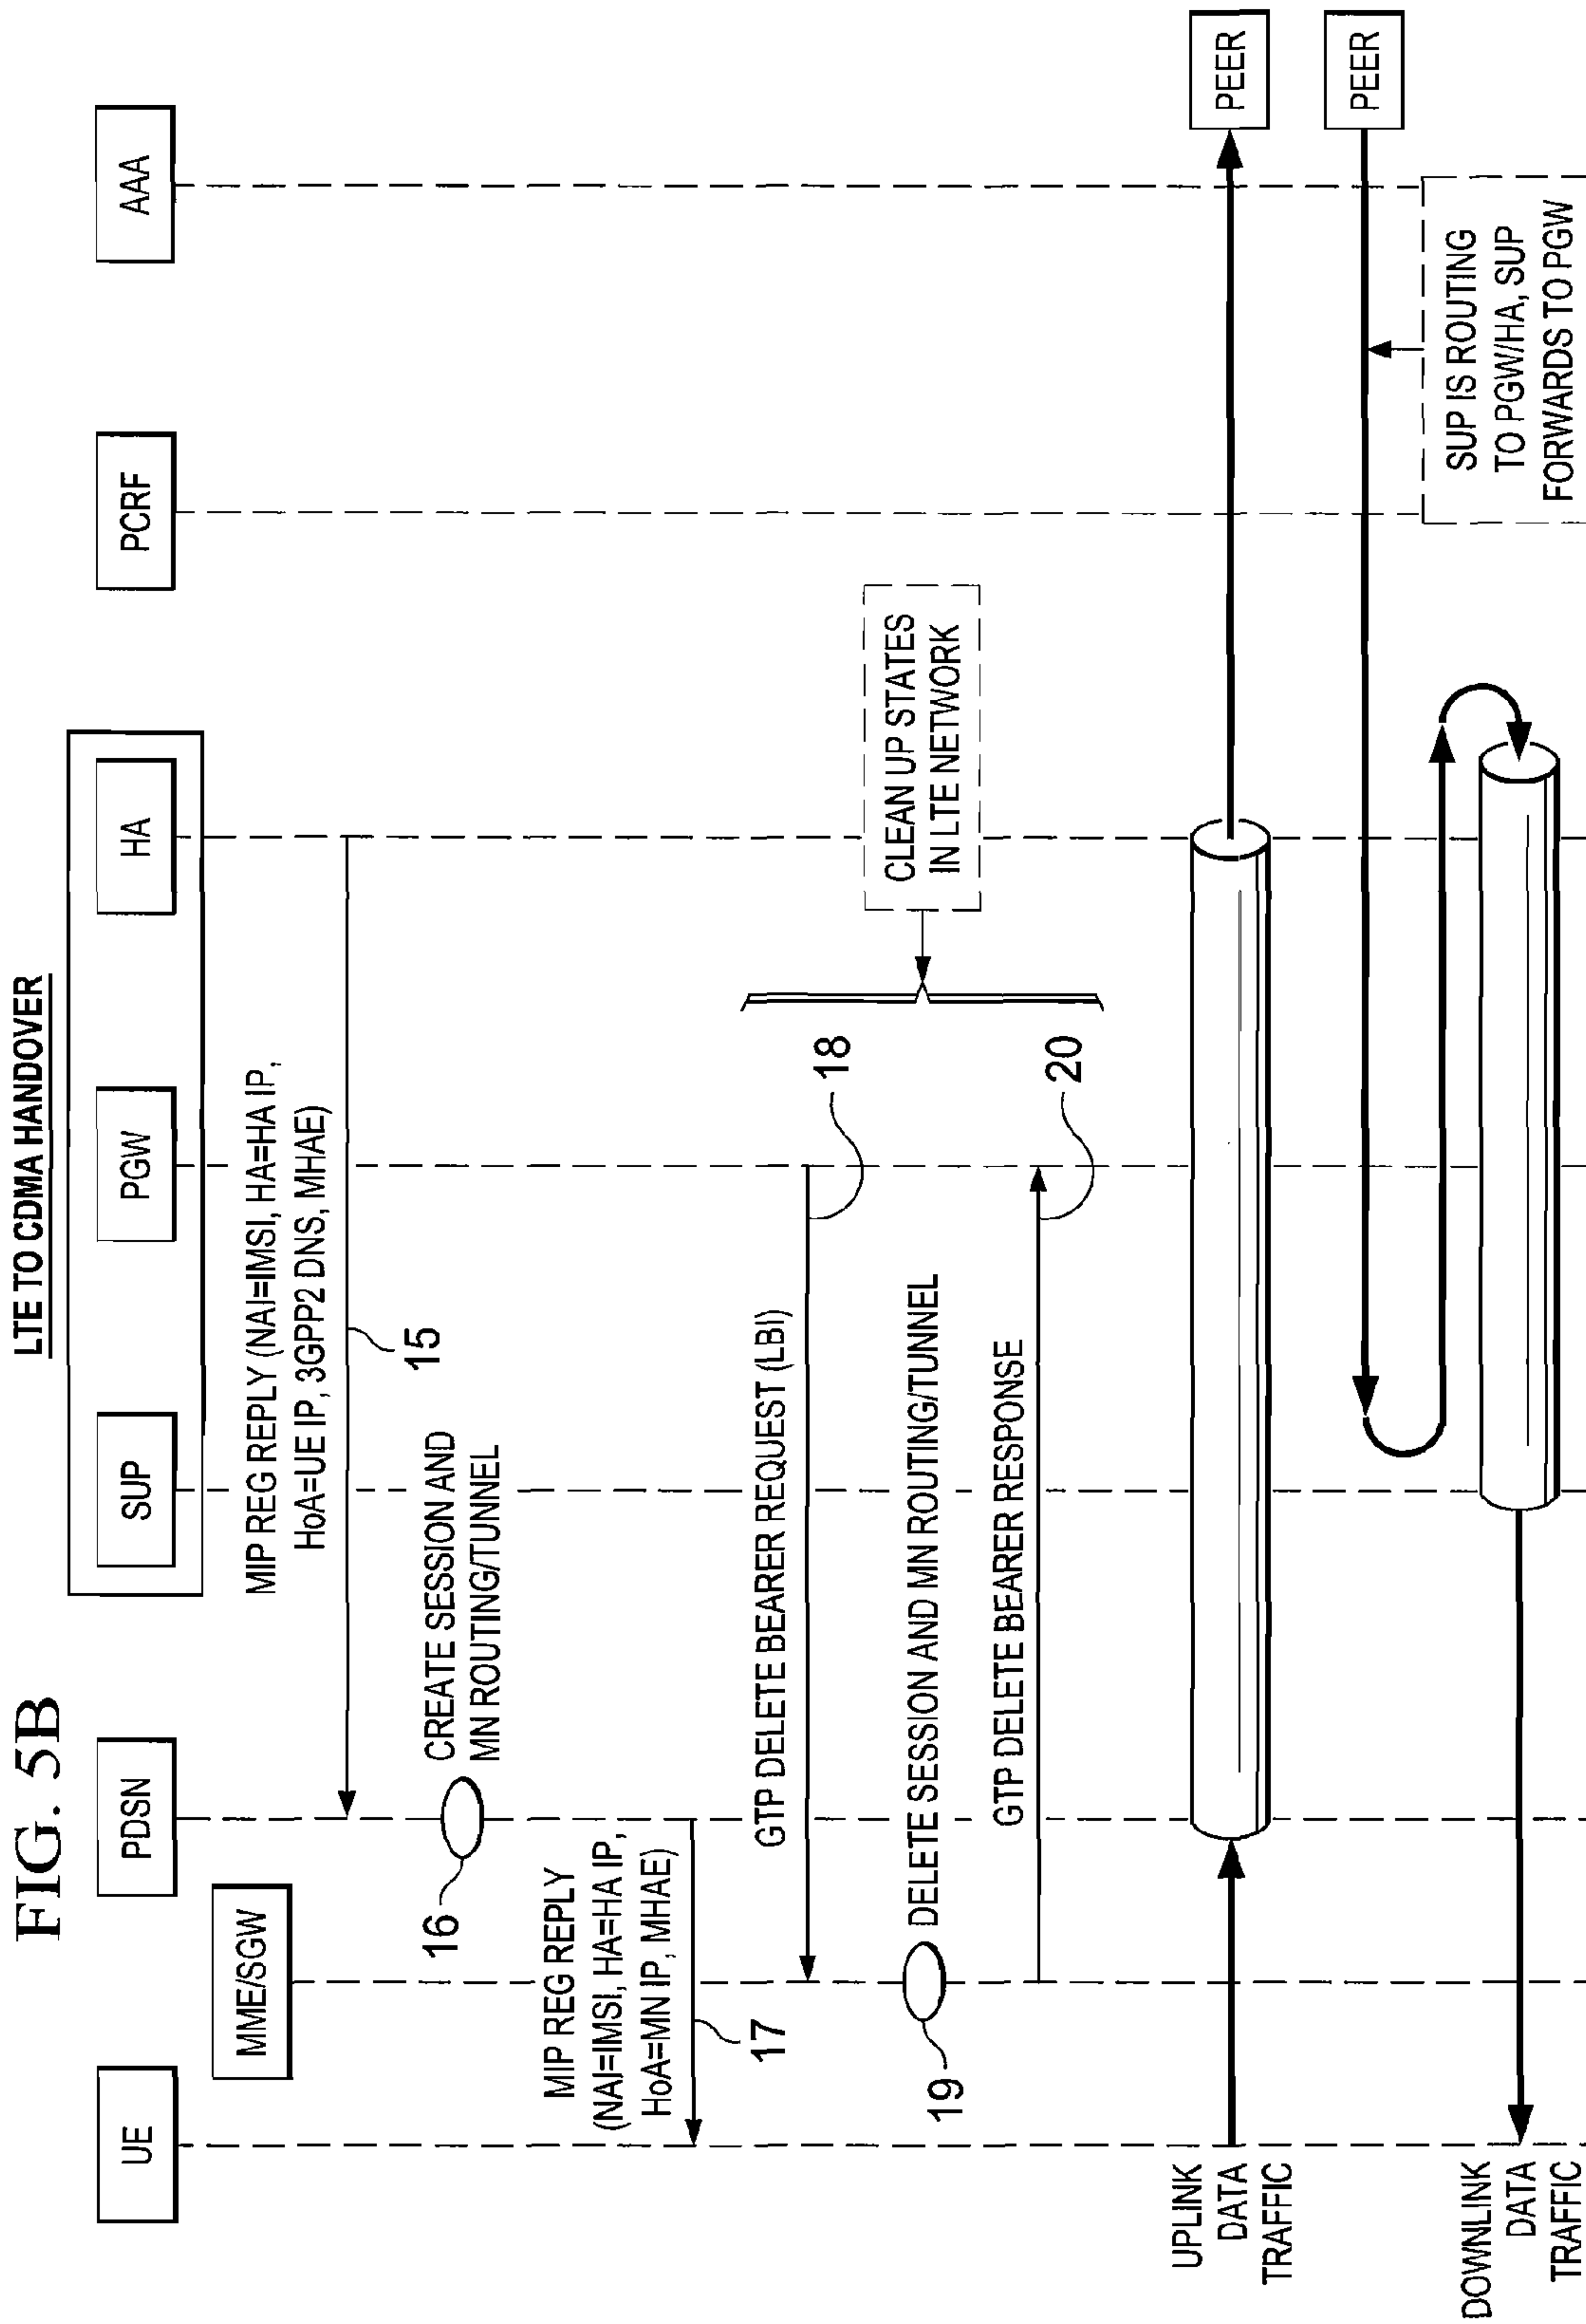 FIG. 5B
LTE TO CDMA HANDOVER
UE
MME/SGW
PDSN
SUP
PGW
HA
PCRF
AAA
MIP REG REPLY (NAI=IMSI, HA=HA IP,
HoA=UE IP, 3GPP2 DNS, MHAE)
15
16
CREATE SESSION AND
MN ROUTING/TUNNEL
MIP REG REPLY
(NAI=IMSI, HA=HA IP,
HoA=MN IP, MHAE)
17
GTP DELETE BEARER REQUEST (LBI)
18
19
DELETE SESSION AND MN ROUTING/TUNNEL
CLEAN UP STATES
IN LTE NETWORK
GTP DELETE BEARER RESPONSE
20
UPLINK
DATA
TRAFFIC
PEER
PEER
DOWNLINK
DATA
TRAFFIC
SUP IS ROUTING
TO PGW/HA, SUP
FORWARDS TO PGW